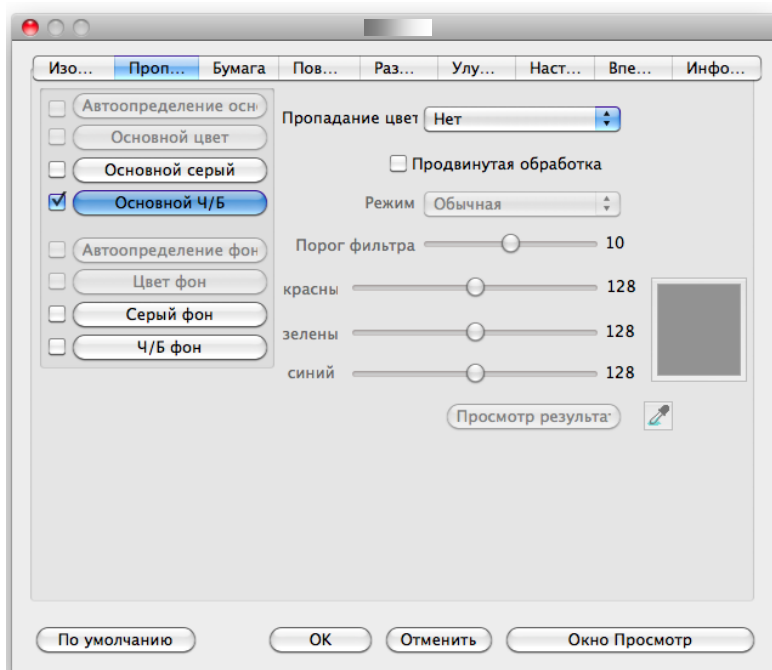 Изо... Проп... Бумага Пов... Раз... Улу... Наст... Впе... Инфо...
Автоопределение осн
Основной цвет
Основной серый
Основной Ч/Б
Автоопределение фон
Цвет фон
Серый фон
Ч/Б фон
Пропадание цвет Нет
Продвинутая обработка
Режим Обычная
Порог фильтра 10
красны 128
зелены 128
синий 128
Просмотр результа
По умолчанию OK Отменить Окно Просмотр